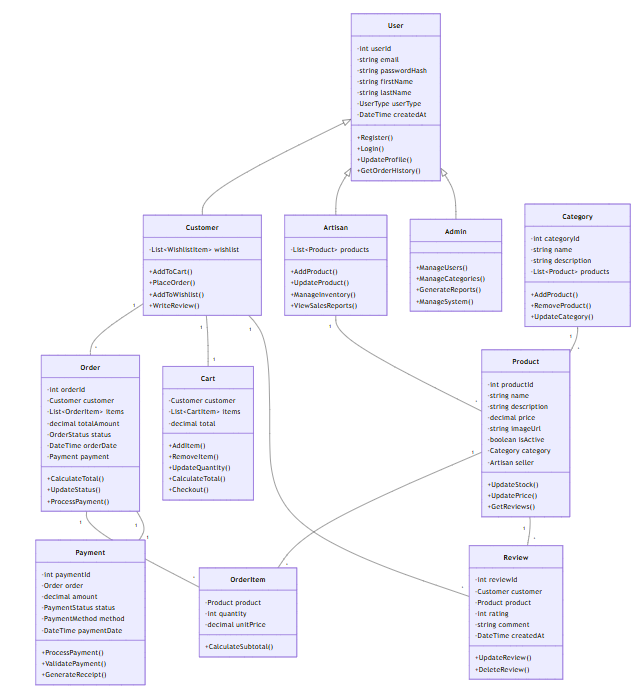 User
-int userId
-string email
-string passwordHash
-string firstName
-string lastName
-UserType userType
-DateTime createdAt
+Register()
+Login()
+UpdateProfile()
+GetOrderHistory()
Customer
-List<WishlistItem> wishlist
+AddToCart()
+PlaceOrder()
+AddToWishlist()
+WriteReview()
Artisan
-List<Product> products
+AddProduct()
+UpdateProduct()
+ManageInventory()
+ViewSalesReports()
Admin
+ManageUsers()
+ManageCategories()
+GenerateReports()
+ManageSystem()
Category
-int categoryId
-string name
-string description
-List<Product> products
+AddProduct()
+RemoveProduct()
+UpdateCategory()
1
1
1
1
1
*
1
*
*
Order
-int orderId
-Customer customer
-List<OrderItem> items
-decimal totalAmount
-OrderStatus status
-DateTime orderDate
-Payment payment
+CalculateTotal()
+UpdateStatus()
+ProcessPayment()
Cart
-Customer customer
-List<CartItem> items
-decimal total
+AddItem()
+RemoveItem()
+UpdateQuantity()
+CalculateTotal()
+Checkout()
Product
-int productId
-string name
-string description
-decimal price
-string imageUrl
-boolean isActive
-Category category
-Artisan seller
+UpdateStock()
+UpdatePrice()
+GetReviews()
*
1
1
1
1
1
*
*
*
*
Payment
-int paymentId
-Order order
-decimal amount
-PaymentStatus status
-PaymentMethod method
-DateTime paymentDate
+ProcessPayment()
+ValidatePayment()
+GenerateReceipt()
OrderItem
-Product product
-int quantity
-decimal unitPrice
+CalculateSubtotal()
Review
-int reviewId
-Customer customer
-Product product
-int rating
-string comment
-DateTime createdAt
+UpdateReview()
+DeleteReview()